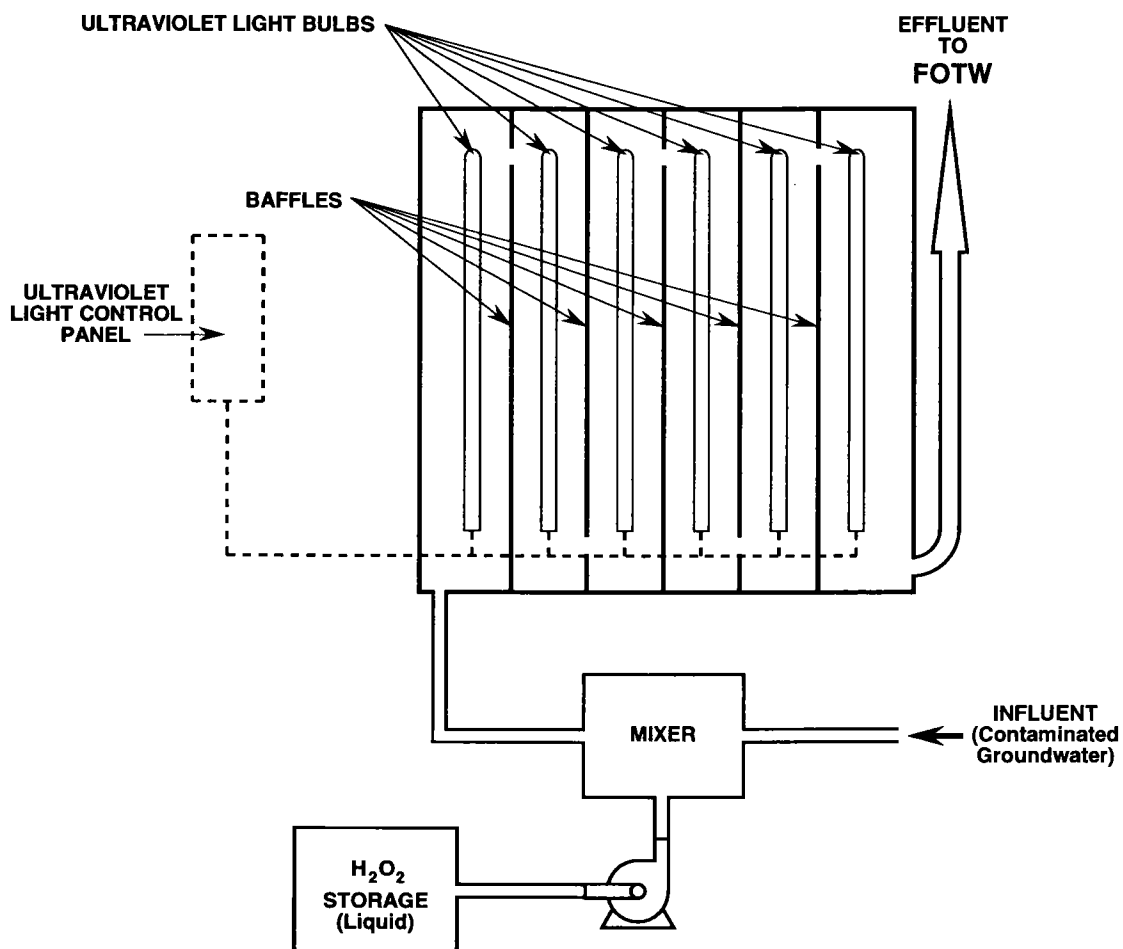 ULTRAVIOLET LIGHT BULBS
EFFLUENT
TO
FOTW
BAFFLES
ULTRAVIOLET
LIGHT CONTROL
PANEL
MIXER
INFLUENT
(Contaminated
Groundwater)
H₂O₂
STORAGE
(Liquid)